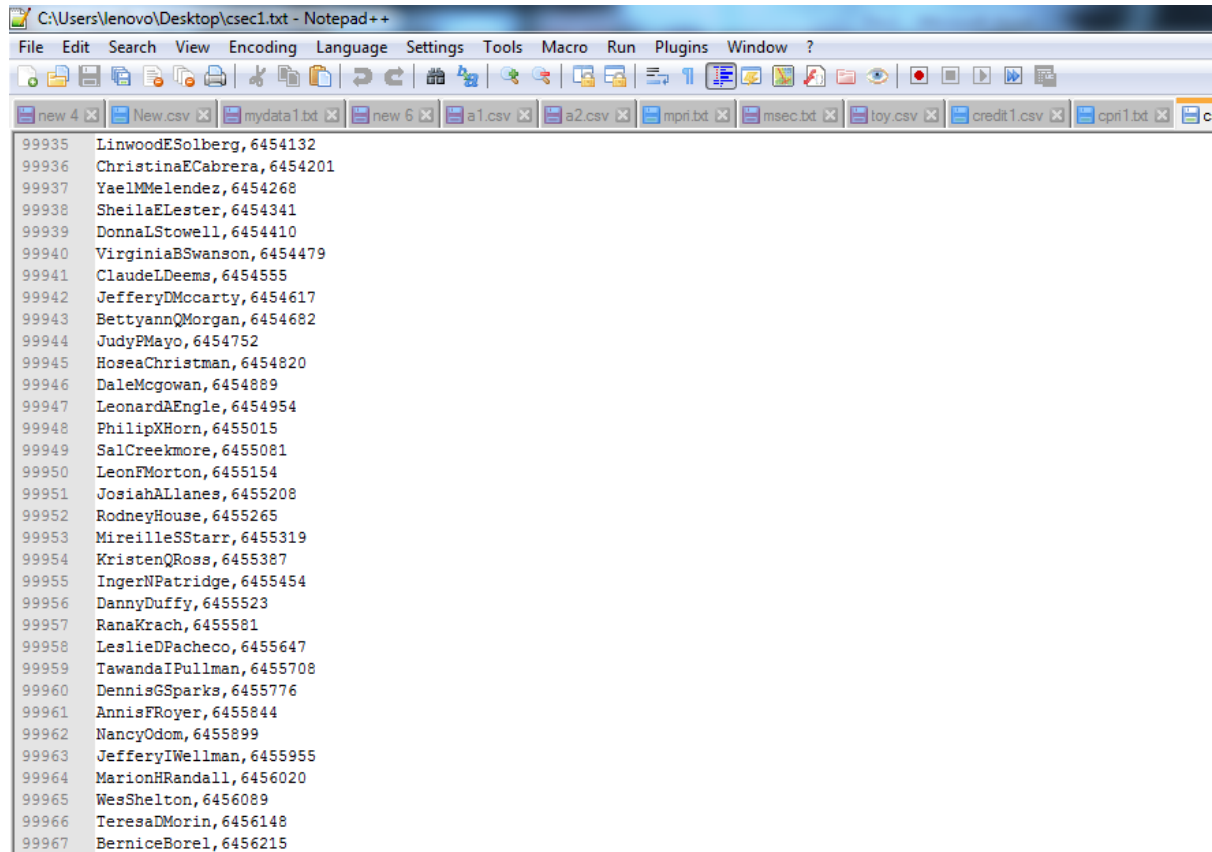 C:\Users\lenovo\Desktop\csec1.txt - Notepad++
File Edit Search View Encoding Language Settings Tools Macro Run Plugins Window ?
new 4 New.csv mydata1.txt new 6 a1.csv a2.csv mpri.txt msec.txt toy.csv credit1.csv cpri1.txt c
99935 LinwoodESolberg,6454132
99936 ChristinaECabrera,6454201
99937 YaelMMelendez,6454268
99938 SheilaELester,6454341
99939 DonnaLStowell,6454410
99940 VirginiaBSwanson,6454479
99941 ClaudeLDeems,6454555
99942 JefferyDMccarty,6454617
99943 BettyannQMorgan,6454682
99944 JudyPMayo,6454752
99945 HoseaChristman,6454820
99946 DaleMcgowan,6454889
99947 LeonardAEngle,6454954
99948 PhilipXHorn,6455015
99949 SalCreekmore,6455081
99950 LeonFMorton,6455154
99951 JosiahALlanes,6455208
99952 RodneyHouse,6455265
99953 MireilleSStarr,6455319
99954 KristenQRoss,6455387
99955 IngerNPatridge,6455454
99956 DannyDuffy,6455523
99957 RanaKrach,6455581
99958 LeslieDPacheco,6455647
99959 TawandaIPullman,6455708
99960 DennisGSparks,6455776
99961 AnnisFRoyer,6455844
99962 NancyOdom,6455899
99963 JefferyIWellman,6455955
99964 MarionHRandall,6456020
99965 WesShelton,6456089
99966 TeresaDMorin,6456148
99967 BerniceBorel,6456215